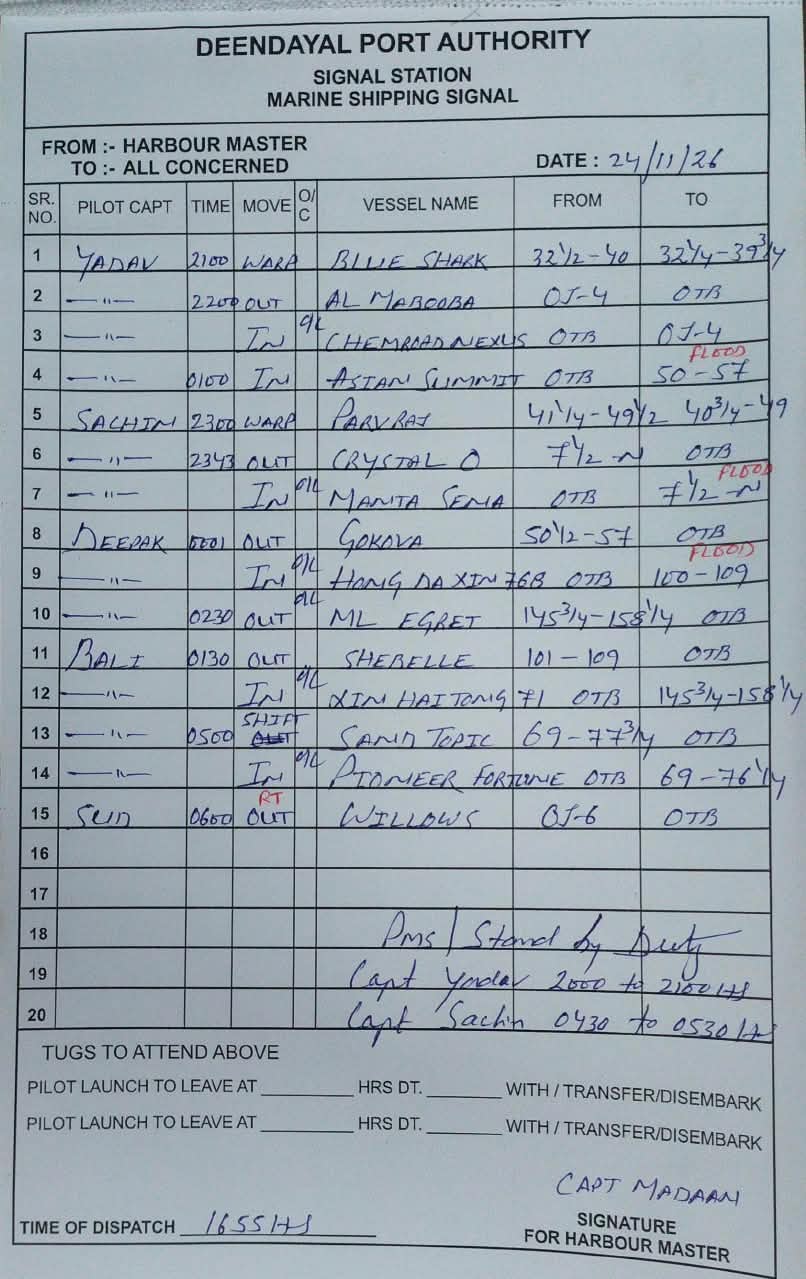 DEENDAYAL PORT AUTHORITY
SIGNAL STATION
MARINE SHIPPING SIGNAL
FROM :- HARBOUR MASTER
TO :- ALL CONCERNED
DATE : 24/11/26
SR. NO. PILOT CAPT TIME MOVE O/C VESSEL NAME FROM TO
1 YADAV 2100 WARP BLUE SHARK 32 1/2 - 40 32 1/4 - 39 3/4
2 —"— 2200 OUT AL MABOOBA OJ-4 OTB
3 —"— IN O/C CHEMROAD NEXUS OTB OJ-4
FLOOD
4 —"— 0100 IN ASIAN SUMMIT OTB 50-57
5 SACHIN 2300 WARP PARVRAJ 41 1/4 - 49 1/2 40 3/4 - 49
6 —"— 2343 OUT CRYSTAL O 7 1/2 - N OTB
FLOOD
7 —"— IN O/C MANTA SENA OTB 7 1/2 - N
8 DEEPAK 0001 OUT GOKOVA 50 1/2 - 57 OTB
FLOOD
9 —"— IN O/C HONG DA XIN 768 OTB 100-109
10 —"— 0230 OUT O/C ML EGRET 145 3/4 - 158 1/4 OTB
11 BALI 0130 OUT SHEBELLE 101-109 OTB
12 —"— IN O/C XIN HAI TONG 71 OTB 145 3/4 - 158 1/4
SHIFT
13 —"— 0500 OUT SAND TOPIC 69-77 3/4 OTB
14 —"— IN O/C PIONEER FORTUNE OTB 69-76 1/4
RT
15 SUN 0600 OUT WILLOWS OJ-6 OTB
16
17
18 PMS / Stand by Duty
19 Capt Yadav 2000 to 2100 HS
20 Capt Sachin 0430 to 0530 HS
TUGS TO ATTEND ABOVE
PILOT LAUNCH TO LEAVE AT ________ HRS DT. ________ WITH / TRANSFER/DISEMBARK
PILOT LAUNCH TO LEAVE AT ________ HRS DT. ________ WITH / TRANSFER/DISEMBARK
CAPT MADAAN
TIME OF DISPATCH 1655 HS
SIGNATURE
FOR HARBOUR MASTER